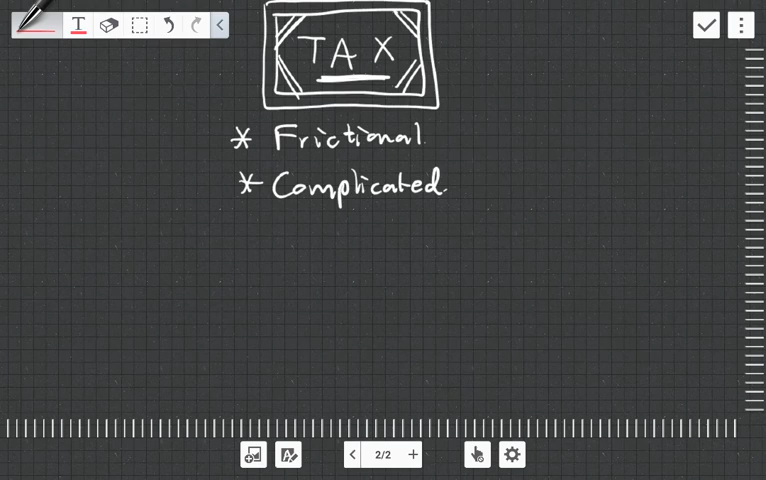 T
TAX
* Frictional.
* Complicated.
2/2